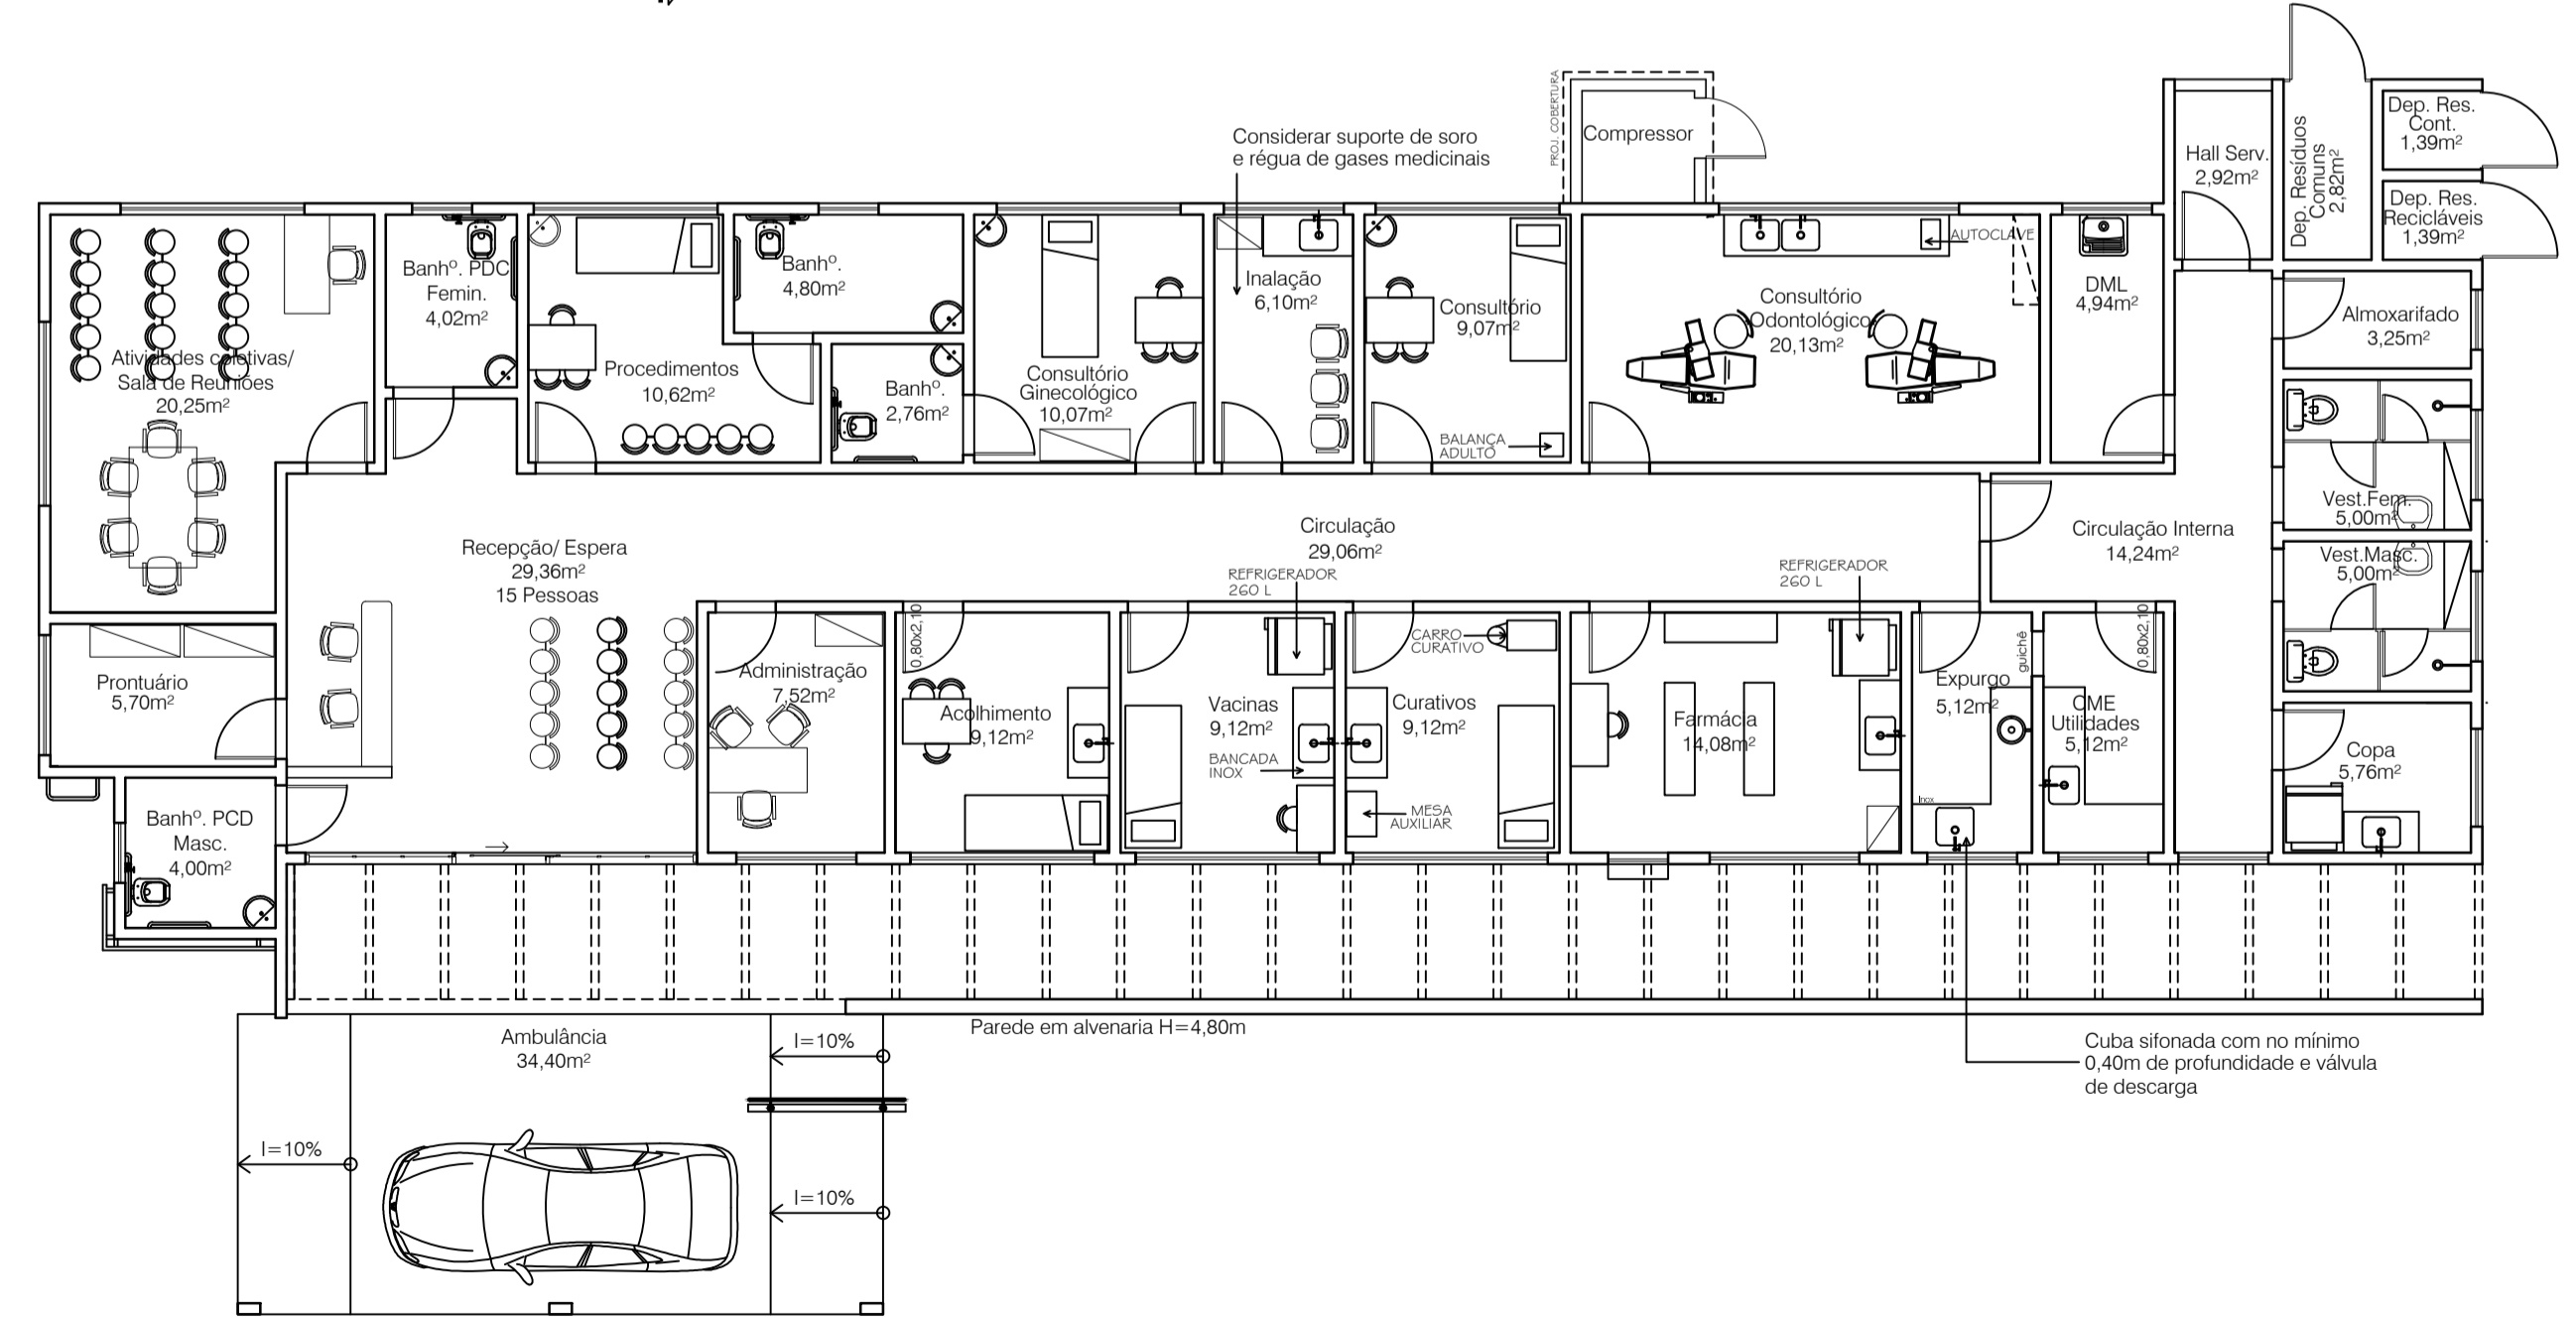 Considerar suporte de soro
e régua de gases medicinais
PROJ. COBERTURA
Compressor
Hall Serv.
2,92m²
Dep. Resíduos
Comuns
2,82m²
Dep. Res.
Cont.
1,39m²
Dep. Res.
Recicláveis
1,39m²
Atividades coletivas/
Sala de Reuniões
20,25m²
Banhº. PDC
Femin.
4,02m²
Procedimentos
10,62m²
Banhº.
4,80m²
Banhº.
2,76m²
Consultório
Ginecológico
10,07m²
Inalação
6,10m²
Consultório
9,07m²
BALANÇA
ADULTO
Consultório
Odontológico
20,13m²
AUTOCLAVE
DML
4,94m²
Almoxarifado
3,25m²
Vest.Fem.
5,00m²
Vest.Masc.
5,00m²
Circulação Interna
14,24m²
Circulação
29,06m²
Recepção/ Espera
29,36m²
15 Pessoas
REFRIGERADOR
260 L
REFRIGERADOR
260 L
Prontuário
5,70m²
Administração
7,52m²
0,80x2,10
Acolhimento
9,12m²
Vacinas
9,12m²
BANCADA
INOX
CARRO
CURATIVO
Curativos
9,12m²
MESA
AUXILIAR
Farmácia
14,08m²
Expurgo
5,12m²
guichê
Inox
0,80x2,10
CME
Utilidades
5,12m²
Copa
5,76m²
Banhº. PCD
Masc.
4,00m²
Parede em alvenaria H=4,80m
Ambulância
34,40m²
I=10%
I=10%
I=10%
Cuba sifonada com no mínimo
0,40m de profundidade e válvula
de descarga